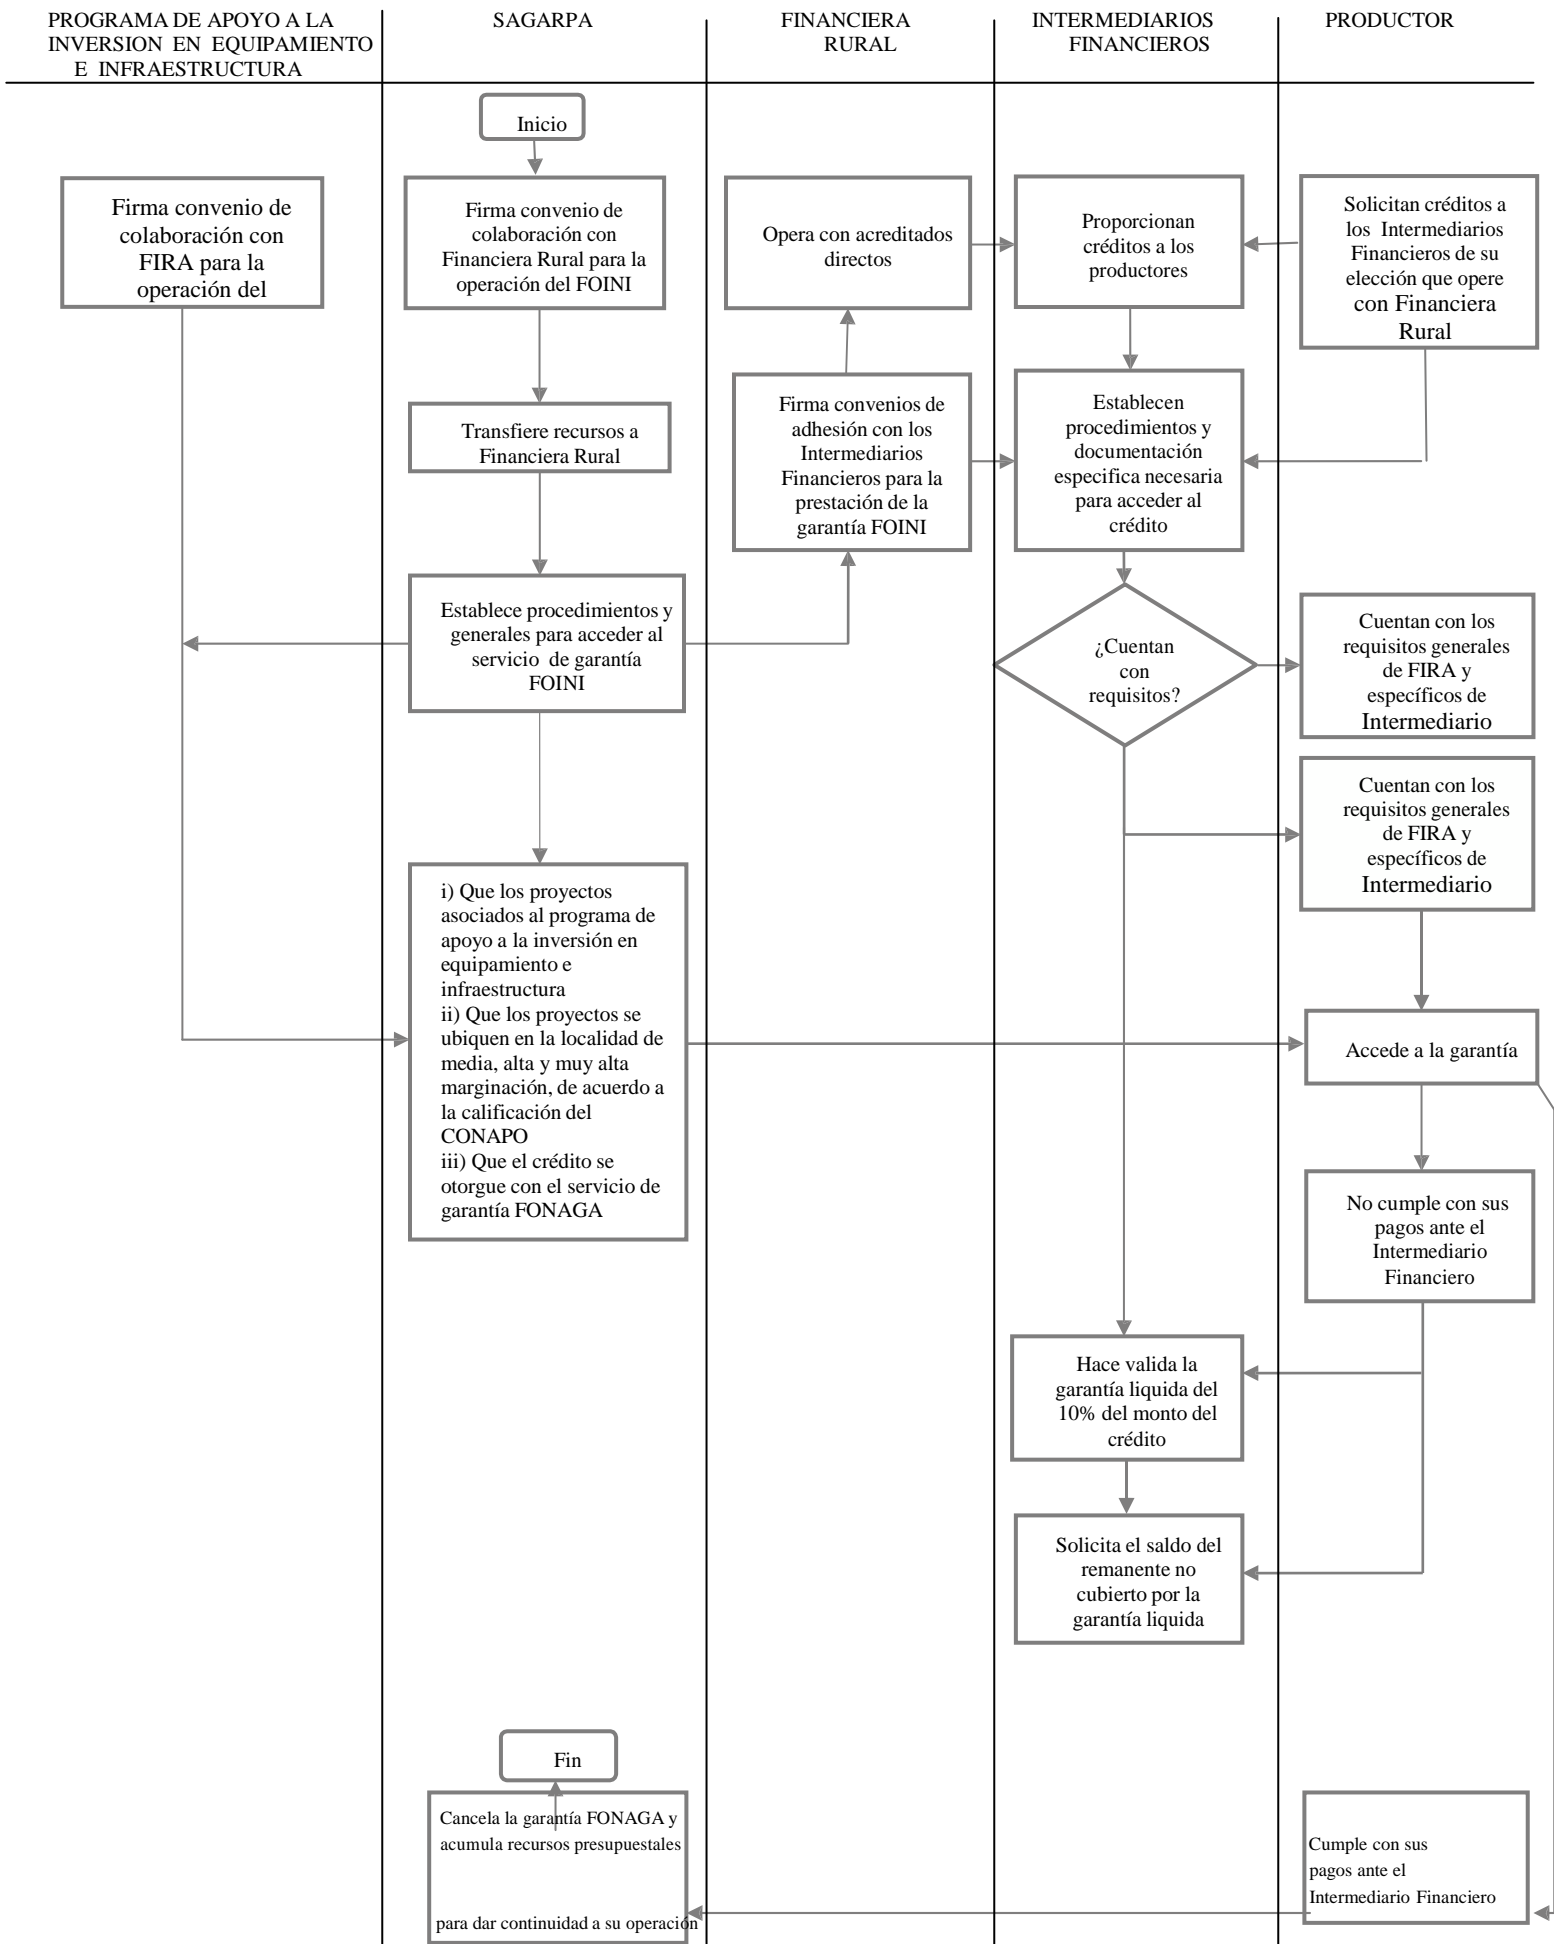 PROGRAMA DE APOYO A LA
INVERSION EN EQUIPAMIENTO
E INFRAESTRUCTURA
SAGARPA
FINANCIERA
RURAL
INTERMEDIARIOS
FINANCIEROS
PRODUCTOR
Inicio
Firma convenio de
colaboración con
FIRA para la
operación del
Firma convenio de
colaboración con
Financiera Rural para la
operación del FOINI
Opera con acreditados
directos
Proporcionan
créditos a los
productores
Solicitan créditos a
los Intermediarios
Financieros de su
elección que opere
con Financiera
Rural
Transfiere recursos a
Financiera Rural
Firma convenios de
adhesión con los
Intermediarios
Financieros para la
prestación de la
garantía FOINI
Establecen
procedimientos y
documentación
especifica necesaria
para acceder al
crédito
Establece procedimientos y
generales para acceder al
servicio de garantía
FOINI
¿Cuentan
con
requisitos?
Cuentan con los
requisitos generales
de FIRA y
específicos de
Intermediario
Cuentan con los
requisitos generales
de FIRA y
específicos de
Intermediario
i) Que los proyectos
asociados al programa de
apoyo a la inversión en
equipamiento e
infraestructura
ii) Que los proyectos se
ubiquen en la localidad de
media, alta y muy alta
marginación, de acuerdo a
la calificación del
CONAPO
iii) Que el crédito se
otorgue con el servicio de
garantía FONAGA
Accede a la garantía
No cumple con sus
pagos ante el
Intermediario
Financiero
Hace valida la
garantía liquida del
10% del monto del
crédito
Solicita el saldo del
remanente no
cubierto por la
garantía liquida
Fin
Cancela la garantía FONAGA y
acumula recursos presupuestales
para dar continuidad a su operación
Cumple con sus
pagos ante el
Intermediario Financiero